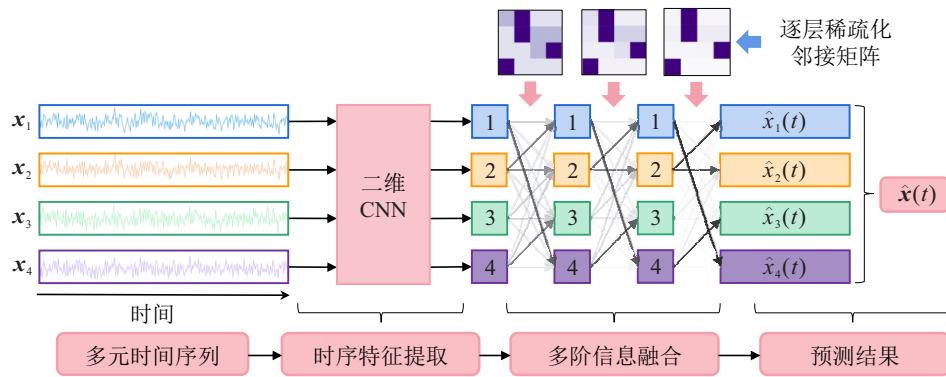 逐层稀疏化
邻接矩阵
x₁
1
1
1
x̂₁(t)
x₂
二维
CNN
2
2
2
x̂₂(t)
x̂(t)
x₃
3
3
3
x̂₃(t)
x₄
4
4
4
x̂₄(t)
时间
多元时间序列
时序特征提取
多阶信息融合
预测结果